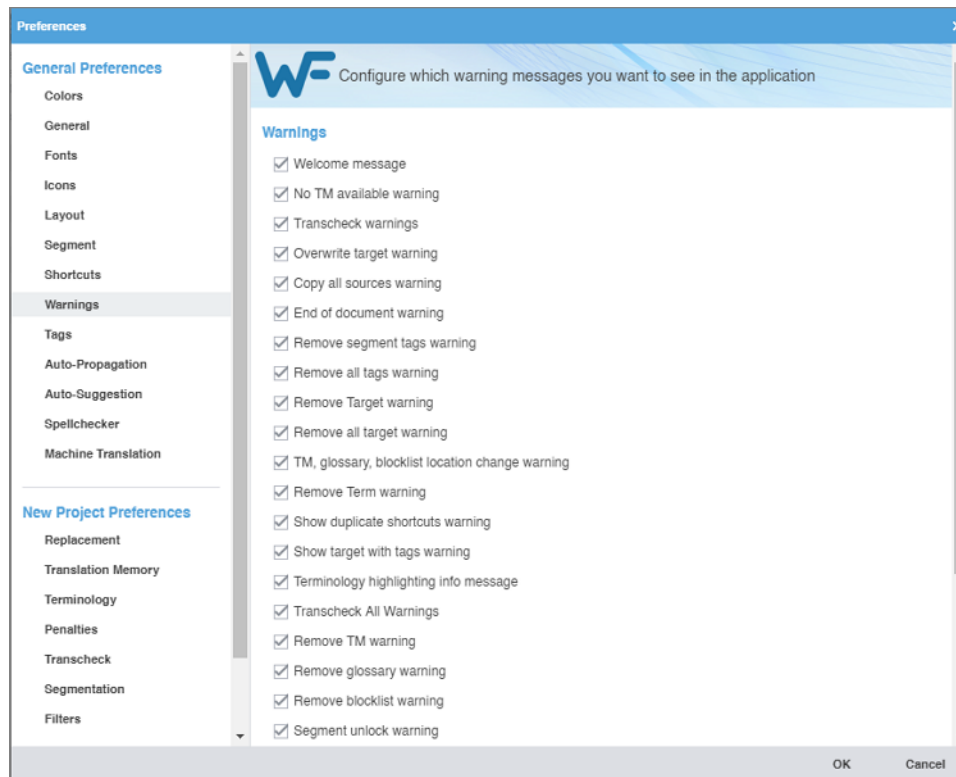 Preferences
General Preferences
Colors
General
Fonts
Icons
Layout
Segment
Shortcuts
Warnings
Tags
Auto-Propagation
Auto-Suggestion
Spellchecker
Machine Translation
New Project Preferences
Replacement
Translation Memory
Terminology
Penalties
Transcheck
Segmentation
Filters
WF
Configure which warning messages you want to see in the application
Warnings
Welcome message
No TM available warning
Transcheck warnings
Overwrite target warning
Copy all sources warning
End of document warning
Remove segment tags warning
Remove all tags warning
Remove Target warning
Remove all target warning
TM, glossary, blocklist location change warning
Remove Term warning
Show duplicate shortcuts warning
Show target with tags warning
Terminology highlighting info message
Transcheck All Warnings
Remove TM warning
Remove glossary warning
Remove blocklist warning
Segment unlock warning
OK Cancel